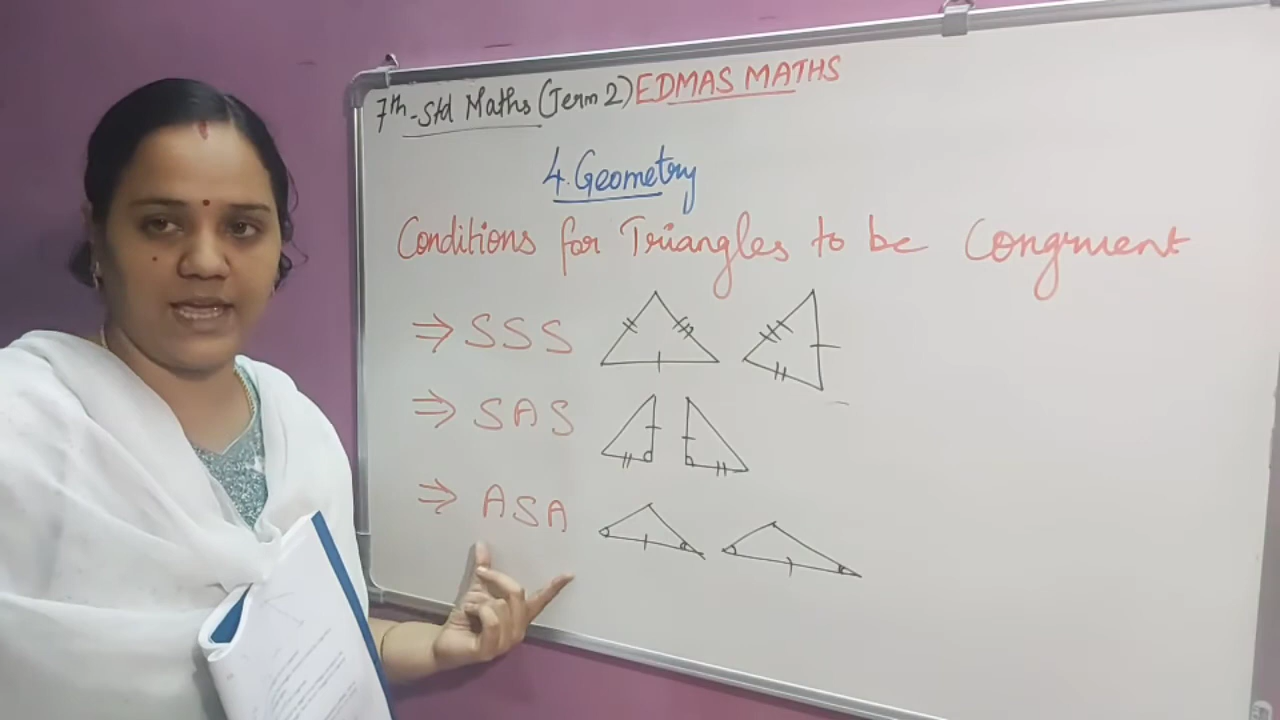 7th-Std Maths (Term 2) EDMAS MATHS
4. Geometry
Conditions for Triangles to be Congruent
⇒ SSS
⇒ SAS
⇒ ASA